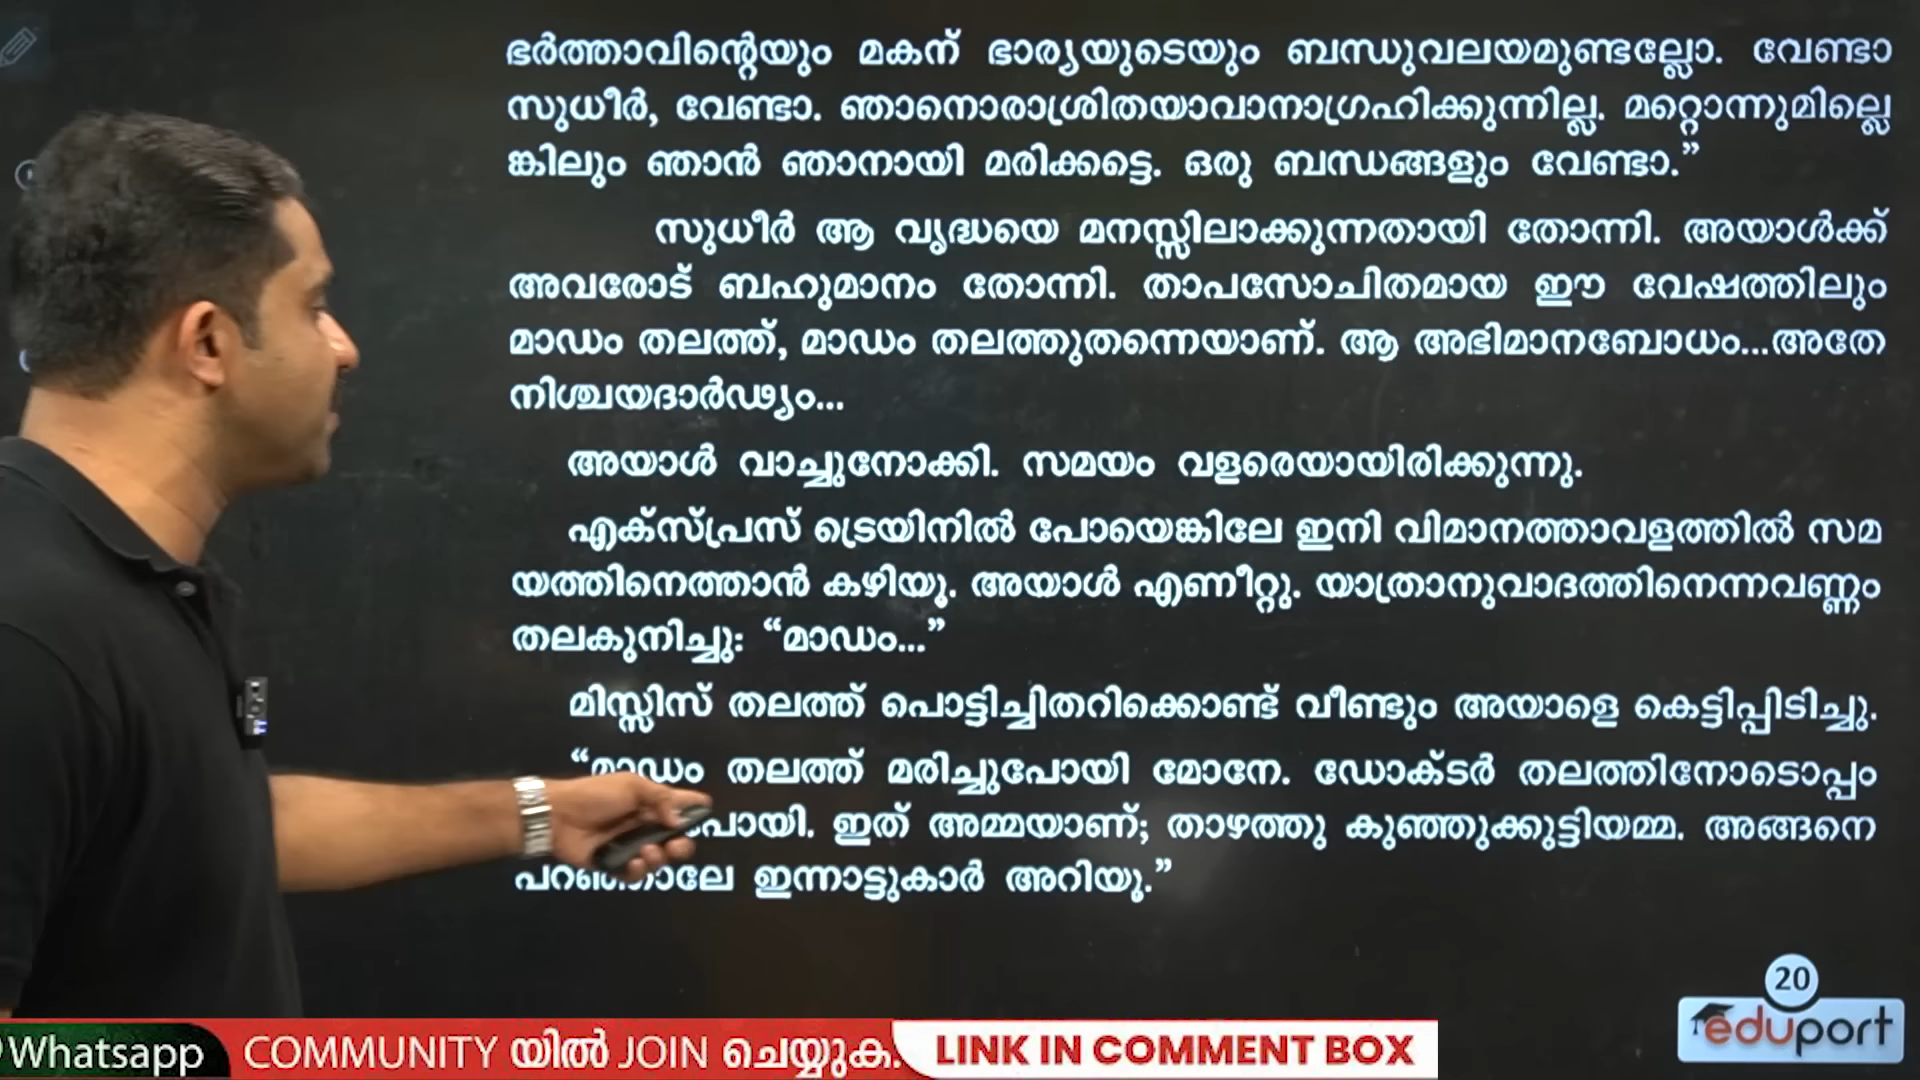 ഭർത്താവിന്റെയും മകന് ഭാര്യയുടെയും ബന്ധുവലയമുണ്ടല്ലോ. വേണ്ടാ
സുധീർ, വേണ്ടാ. ഞാനൊരാശ്രിതയാവാനാഗ്രഹിക്കുന്നില്ല. മറ്റൊന്നുമില്ലെ
ങ്കിലും ഞാൻ ഞാനായി മരിക്കട്ടെ. ഒരു ബന്ധങ്ങളും വേണ്ടാ.”
സുധീർ ആ വൃദ്ധയെ മനസ്സിലാക്കുന്നതായി തോന്നി. അയാൾക്ക്
അവരോട് ബഹുമാനം തോന്നി. താപസോചിതമായ ഈ വേഷത്തിലും
മാഡം തലത്ത്, മാഡം തലത്തുതന്നെയാണ്. ആ അഭിമാനബോധം...അതേ
നിശ്ചയദാർഢ്യം...
അയാൾ വാച്ചുനോക്കി. സമയം വളരെയായിരിക്കുന്നു.
എക്സ്പ്രസ് ട്രെയിനിൽ പോയെങ്കിലേ ഇനി വിമാനത്താവളത്തിൽ സമ
യത്തിനെത്താൻ കഴിയൂ. അയാൾ എണീറ്റു. യാത്രാനുവാദത്തിനെന്നവണ്ണം
തലകുനിച്ചു: “മാഡം...”
മിസ്സിസ് തലത്ത് പൊട്ടിച്ചിതറിക്കൊണ്ട് വീണ്ടും അയാളെ കെട്ടിപ്പിടിച്ചു.
“മാഡം തലത്ത് മരിച്ചുപോയി മോനേ. ഡോക്ടർ തലത്തിനോടൊപ്പം
പോയി. ഇത് അമ്മയാണ്; താഴത്തു കുഞ്ഞുക്കുട്ടിയമ്മ. അങ്ങനെ
പറഞ്ഞാലേ ഇന്നാട്ടുകാർ അറിയൂ.”
20
eduport
Whatsapp COMMUNITY യിൽ JOIN ചെയ്യുക. LINK IN COMMENT BOX